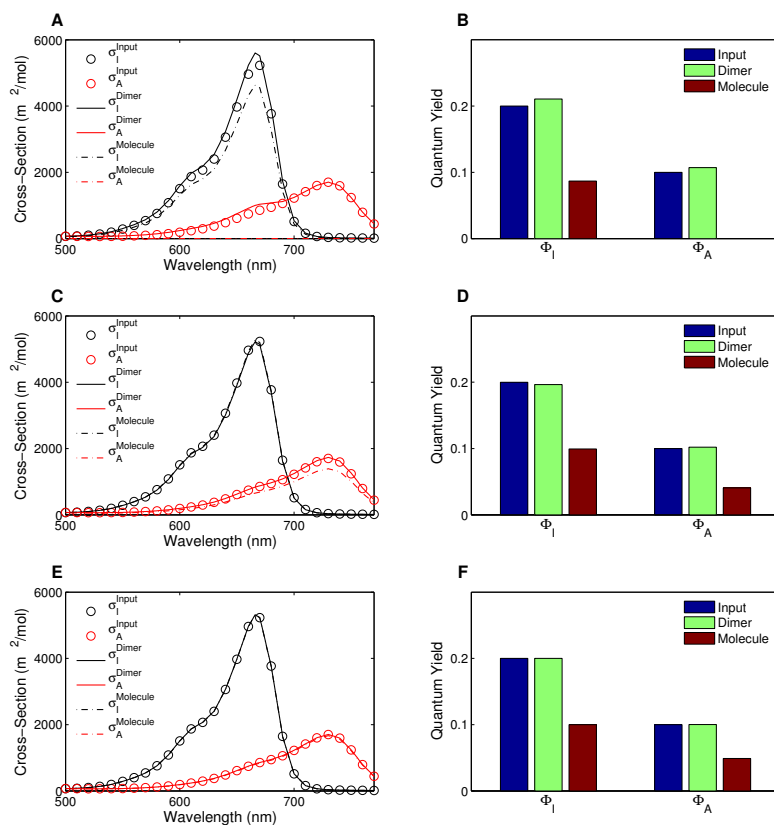 A
Cross−Section (m²/mol)
6000
4000
2000
0
500
600
700
Wavelength (nm)
σ_I^Input
σ_A^Input
σ_I^Dimer
σ_A^Dimer
σ_I^Molecule
σ_A^Molecule
B
Quantum Yield
0.2
0.1
0
Φ_I
Φ_A
Input
Dimer
Molecule
C
Cross−Section (m²/mol)
6000
4000
2000
0
500
600
700
Wavelength (nm)
σ_I^Input
σ_A^Input
σ_I^Dimer
σ_A^Dimer
σ_I^Molecule
σ_A^Molecule
D
Quantum Yield
0.2
0.1
0
Φ_I
Φ_A
Input
Dimer
Molecule
E
Cross−Section (m²/mol)
6000
4000
2000
0
500
600
700
Wavelength (nm)
σ_I^Input
σ_A^Input
σ_I^Dimer
σ_A^Dimer
σ_I^Molecule
σ_A^Molecule
F
Quantum Yield
0.2
0.1
0
Φ_I
Φ_A
Input
Dimer
Molecule